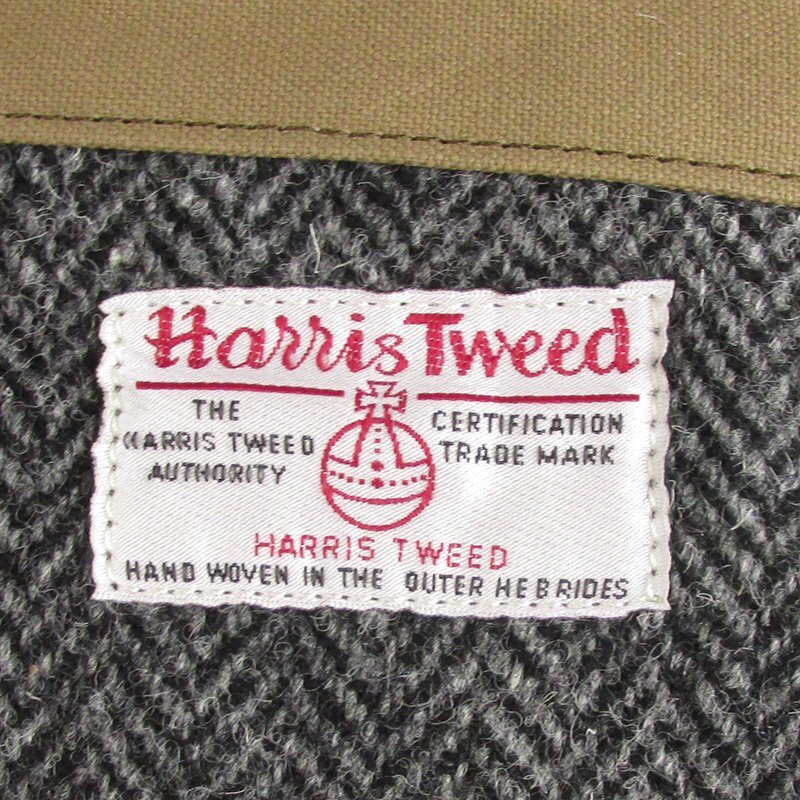 Harris Tweed
THE
HARRIS TWEED
AUTHORITY
CERTIFICATION
TRADE MARK
HARRIS TWEED
HAND WOVEN IN THE OUTER HEBRIDES